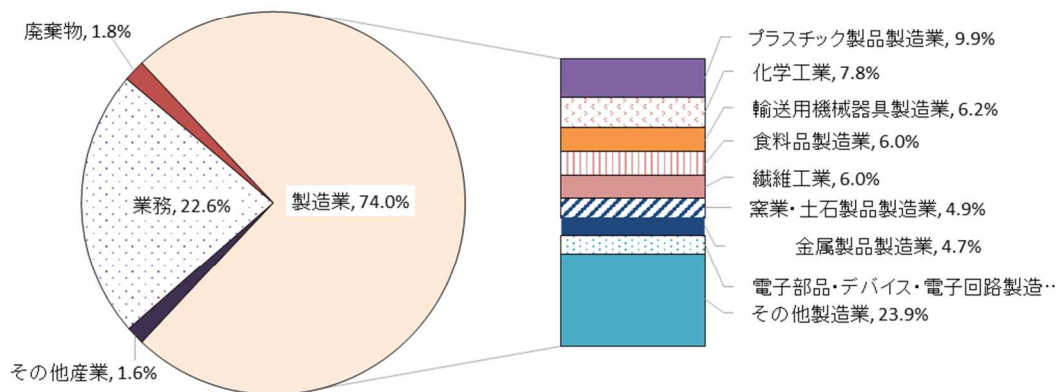 廃棄物, 1.8%
業務, 22.6%
製造業, 74.0%
その他産業, 1.6%
プラスチック製品製造業, 9.9%
化学工業, 7.8%
輸送用機械器具製造業, 6.2%
食料品製造業, 6.0%
繊維工業, 6.0%
窯業・土石製品製造業, 4.9%
金属製品製造業, 4.7%
電子部品・デバイス・電子回路製造…
その他製造業, 23.9%